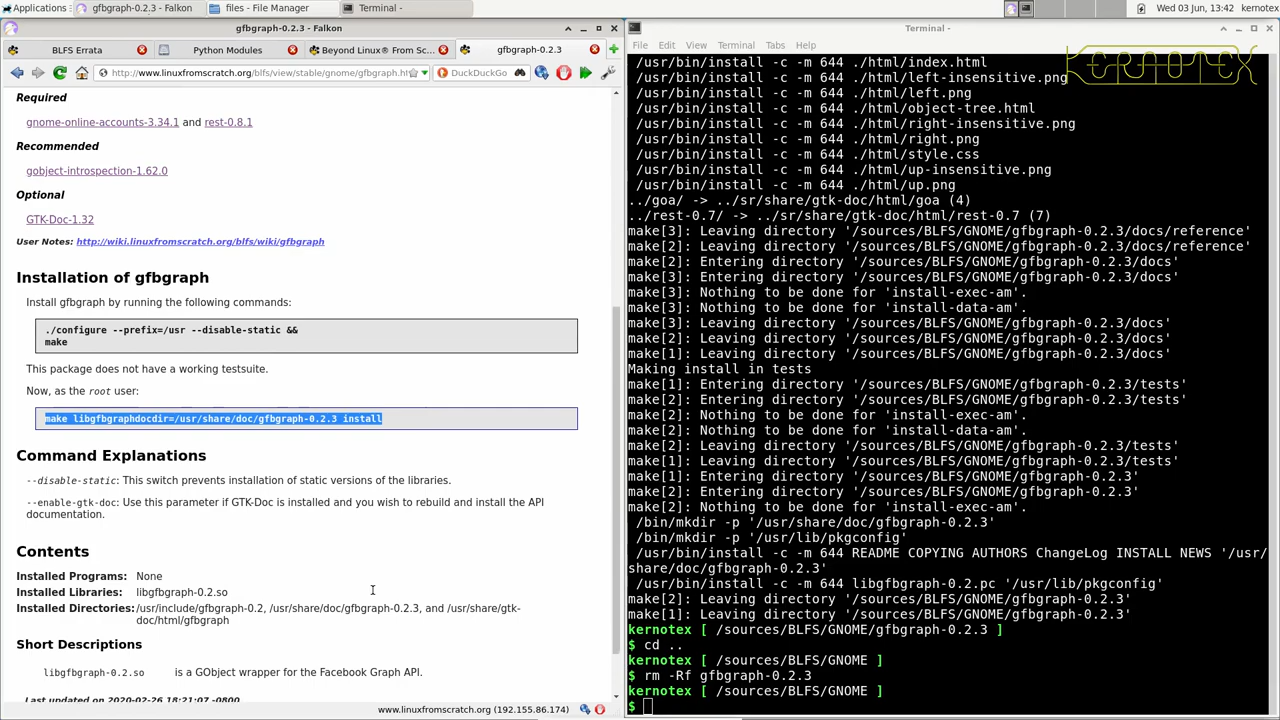 Applications
gfbgraph-0.2.3 - Falkon
files - File Manager
Terminal -
Wed 03 Jun, 13:42
kernotex
gfbgraph-0.2.3 - Falkon
BLFS Errata
Python Modules
Beyond Linux® From Sc...
gfbgraph-0.2.3
http://www.linuxfromscratch.org/blfs/view/stable/gnome/gfbgraph.ht
DuckDuckGo
Required
gnome-online-accounts-3.34.1 and rest-0.8.1
Recommended
gobject-introspection-1.62.0
Optional
GTK-Doc-1.32
User Notes: http://wiki.linuxfromscratch.org/blfs/wiki/gfbgraph
Installation of gfbgraph
Install gfbgraph by running the following commands:
./configure --prefix=/usr --disable-static &&
make
This package does not have a working testsuite.
Now, as the root user:
make libgfbgraphdocdir=/usr/share/doc/gfbgraph-0.2.3 install
Command Explanations
--disable-static: This switch prevents installation of static versions of the libraries.
--enable-gtk-doc: Use this parameter if GTK-Doc is installed and you wish to rebuild and install the API
documentation.
Contents
Installed Programs: None
Installed Libraries: libgfbgraph-0.2.so
Installed Directories: /usr/include/gfbgraph-0.2, /usr/share/doc/gfbgraph-0.2.3, and /usr/share/gtk-
doc/html/gfbgraph
Short Descriptions
libgfbgraph-0.2.so is a GObject wrapper for the Facebook Graph API.
Last updated on 2020-02-26 18:21:07 -0800
www.linuxfromscratch.org (192.155.86.174)
Terminal -
File Edit View Terminal Tabs Help
KERNOTEX
/usr/bin/install -c -m 644 ./html/index.html
/usr/bin/install -c -m 644 ./html/left-insensitive.png
/usr/bin/install -c -m 644 ./html/left.png
/usr/bin/install -c -m 644 ./html/object-tree.html
/usr/bin/install -c -m 644 ./html/right-insensitive.png
/usr/bin/install -c -m 644 ./html/right.png
/usr/bin/install -c -m 644 ./html/style.css
/usr/bin/install -c -m 644 ./html/up-insensitive.png
/usr/bin/install -c -m 644 ./html/up.png
../goa/ -> ../sr/share/gtk-doc/html/goa (4)
../rest-0.7/ -> ../sr/share/gtk-doc/html/rest-0.7 (7)
make[3]: Leaving directory '/sources/BLFS/GNOME/gfbgraph-0.2.3/docs/reference'
make[2]: Leaving directory '/sources/BLFS/GNOME/gfbgraph-0.2.3/docs/reference'
make[2]: Entering directory '/sources/BLFS/GNOME/gfbgraph-0.2.3/docs'
make[3]: Entering directory '/sources/BLFS/GNOME/gfbgraph-0.2.3/docs'
make[3]: Nothing to be done for 'install-exec-am'.
make[3]: Nothing to be done for 'install-data-am'.
make[3]: Leaving directory '/sources/BLFS/GNOME/gfbgraph-0.2.3/docs'
make[2]: Leaving directory '/sources/BLFS/GNOME/gfbgraph-0.2.3/docs'
make[1]: Leaving directory '/sources/BLFS/GNOME/gfbgraph-0.2.3/docs'
Making install in tests
make[1]: Entering directory '/sources/BLFS/GNOME/gfbgraph-0.2.3/tests'
make[2]: Entering directory '/sources/BLFS/GNOME/gfbgraph-0.2.3/tests'
make[2]: Nothing to be done for 'install-exec-am'.
make[2]: Nothing to be done for 'install-data-am'.
make[2]: Leaving directory '/sources/BLFS/GNOME/gfbgraph-0.2.3/tests'
make[1]: Leaving directory '/sources/BLFS/GNOME/gfbgraph-0.2.3/tests'
make[1]: Entering directory '/sources/BLFS/GNOME/gfbgraph-0.2.3'
make[2]: Entering directory '/sources/BLFS/GNOME/gfbgraph-0.2.3'
make[2]: Nothing to be done for 'install-exec-am'.
/bin/mkdir -p '/usr/share/doc/gfbgraph-0.2.3'
/bin/mkdir -p '/usr/lib/pkgconfig'
/usr/bin/install -c -m 644 README COPYING AUTHORS ChangeLog INSTALL NEWS '/usr/
share/doc/gfbgraph-0.2.3'
/usr/bin/install -c -m 644 libgfbgraph-0.2.pc '/usr/lib/pkgconfig'
make[2]: Leaving directory '/sources/BLFS/GNOME/gfbgraph-0.2.3'
make[1]: Leaving directory '/sources/BLFS/GNOME/gfbgraph-0.2.3'
kernotex [ /sources/BLFS/GNOME/gfbgraph-0.2.3 ]
$ cd ..
kernotex [ /sources/BLFS/GNOME ]
$ rm -Rf gfbgraph-0.2.3
kernotex [ /sources/BLFS/GNOME ]
$